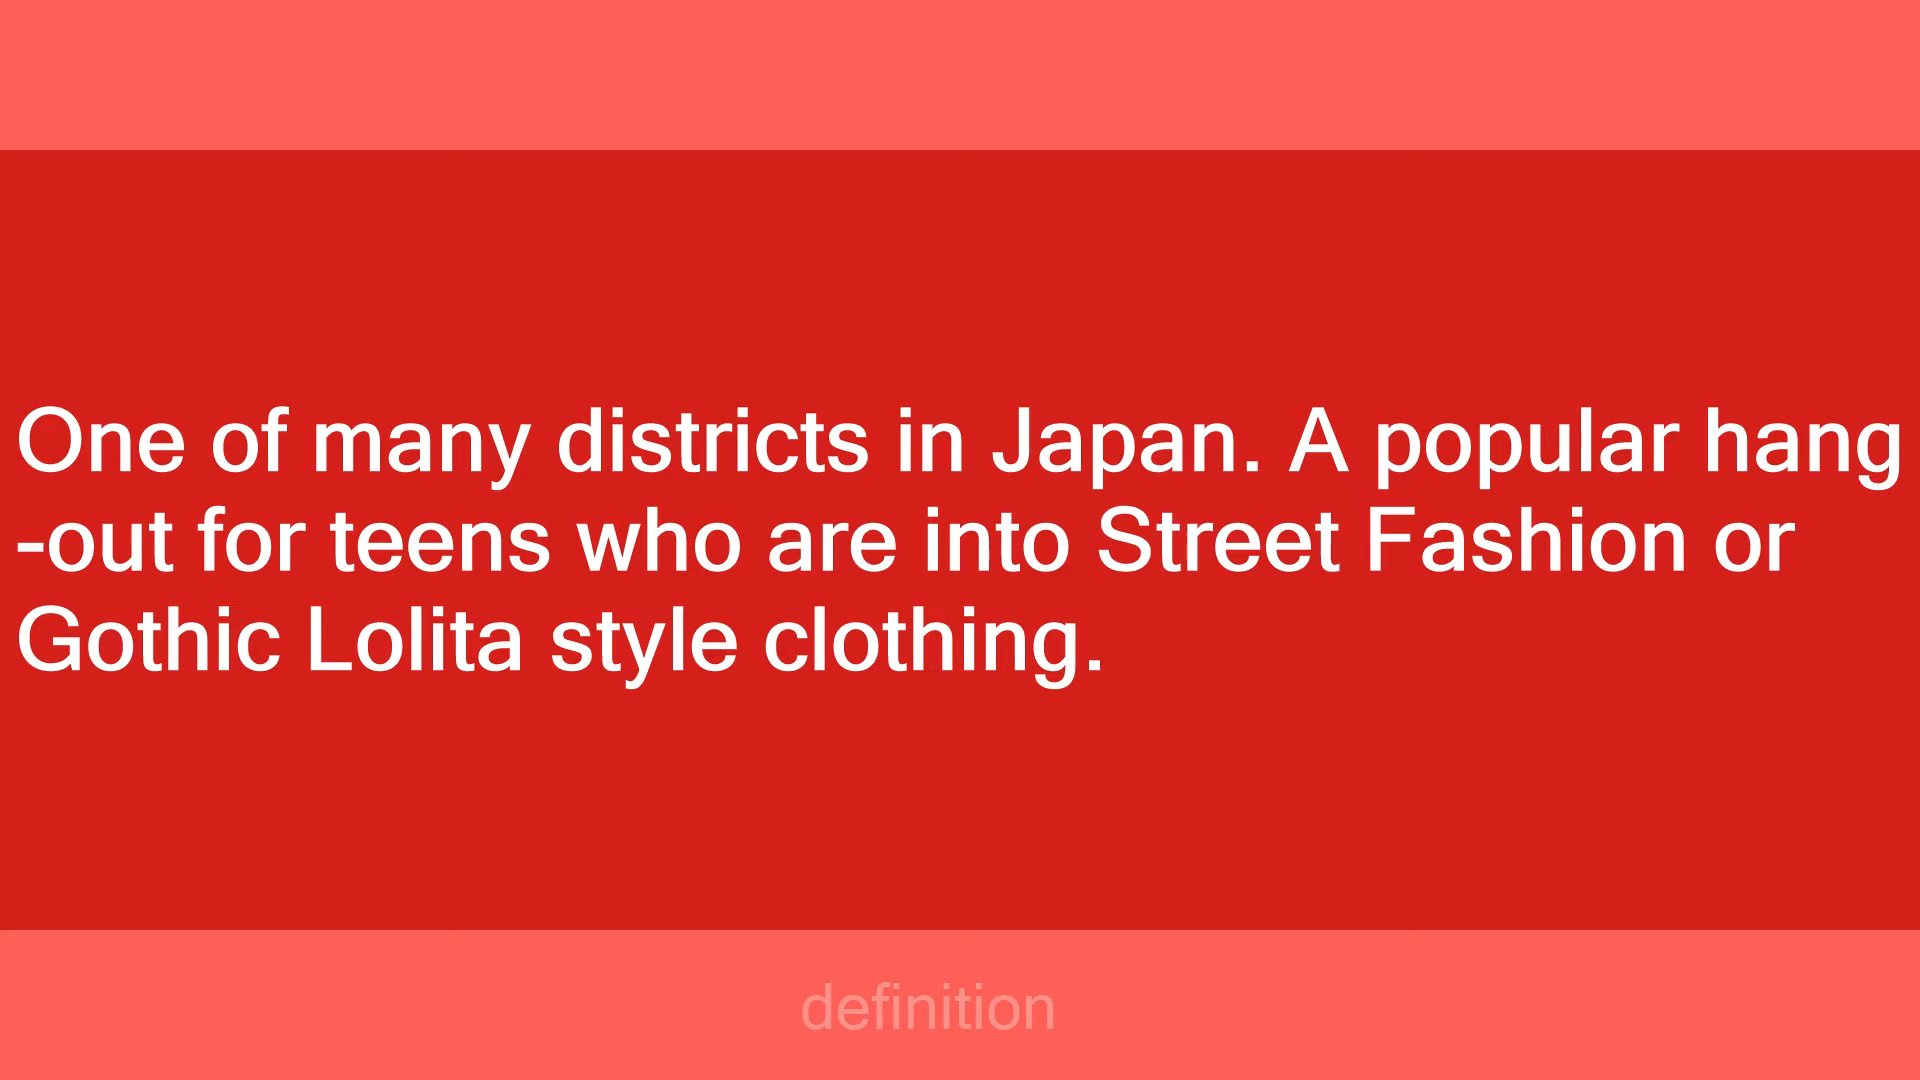 One of many districts in Japan. A popular hang
-out for teens who are into Street Fashion or
Gothic Lolita style clothing.
definition